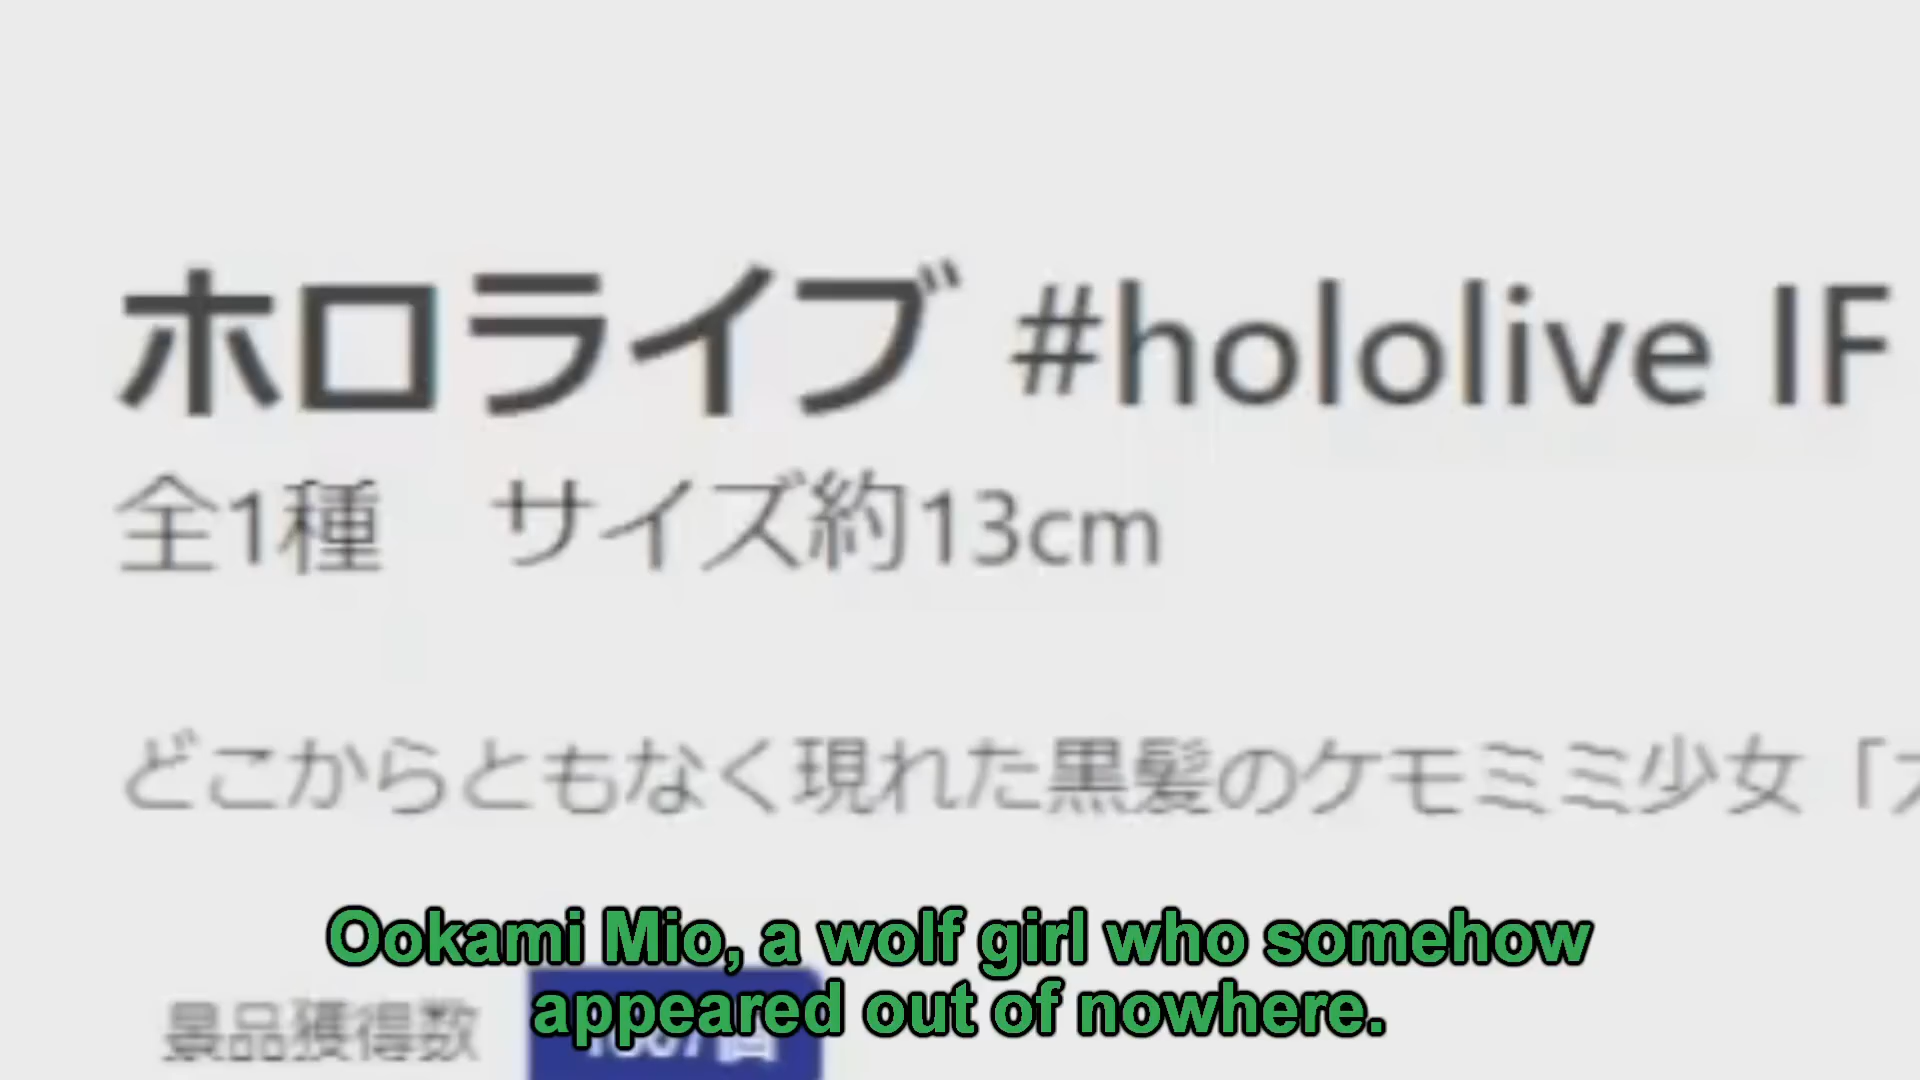 ホロライブ #hololive IF
全1種　サイズ約13cm
どこからともなく現れた黒髪のケモミミ少女「
Ookami Mio, a wolf girl who somehow
appeared out of nowhere.
景品獲得数